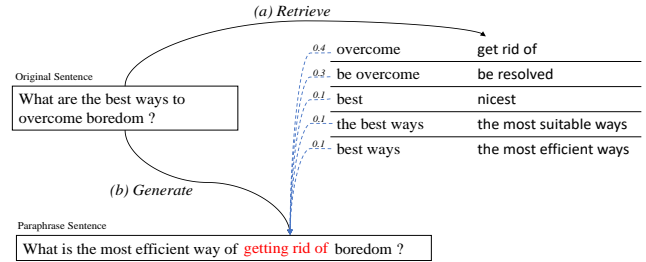 (a) Retrieve
0.4 overcome get rid of
0.3 be overcome be resolved
0.1 best nicest
0.1 the best ways the most suitable ways
0.1 best ways the most efficient ways
Original Sentence
What are the best ways to
overcome boredom ?
(b) Generate
Paraphrase Sentence
What is the most efficient way of getting rid of boredom ?